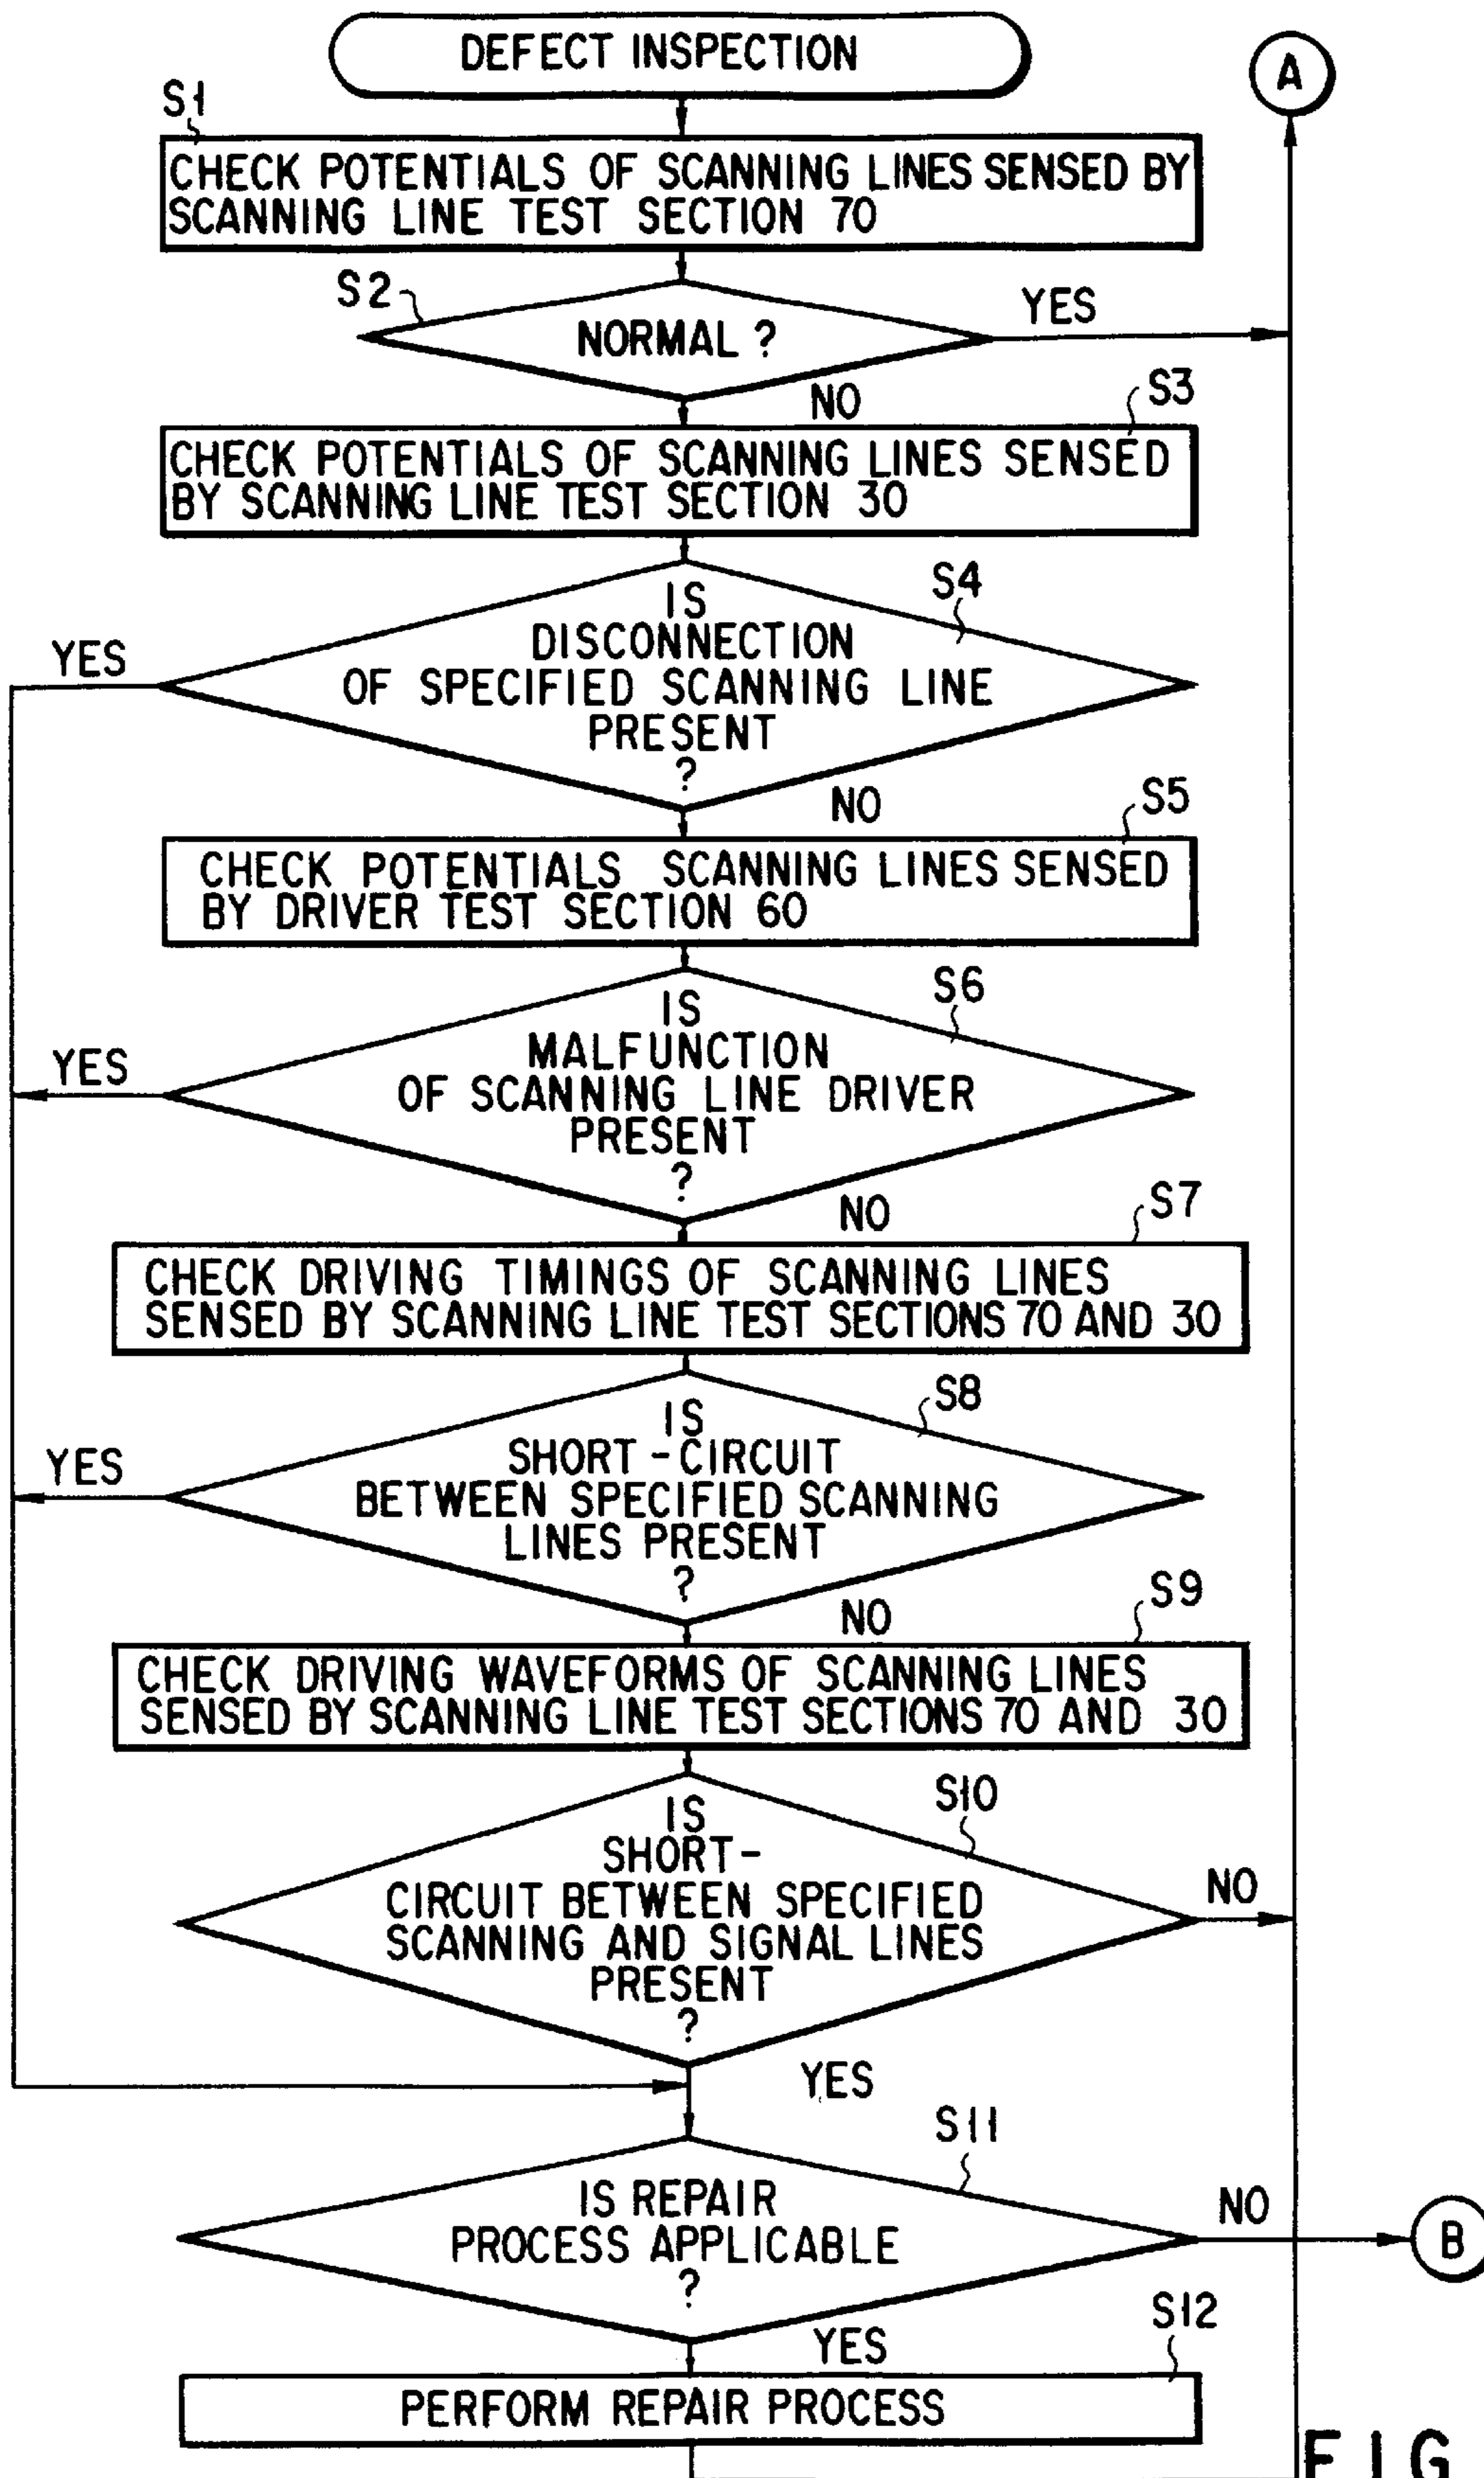 DEFECT INSPECTION
A
S1
CHECK POTENTIALS OF SCANNING LINES SENSED BY
SCANNING LINE TEST SECTION 70
S2
NORMAL ?
YES
NO
S3
CHECK POTENTIALS OF SCANNING LINES SENSED
BY SCANNING LINE TEST SECTION 30
S4
IS
DISCONNECTION
OF SPECIFIED SCANNING LINE
PRESENT
?
YES
NO
S5
CHECK POTENTIALS SCANNING LINES SENSED
BY DRIVER TEST SECTION 60
S6
IS
MALFUNCTION
OF SCANNING LINE DRIVER
PRESENT
?
YES
NO
S7
CHECK DRIVING TIMINGS OF SCANNING LINES
SENSED BY SCANNING LINE TEST SECTIONS 70 AND 30
S8
IS
SHORT-CIRCUIT
BETWEEN SPECIFIED SCANNING
LINES PRESENT
?
YES
NO
S9
CHECK DRIVING WAVEFORMS OF SCANNING LINES
SENSED BY SCANNING LINE TEST SECTIONS 70 AND 30
S10
IS
SHORT-
CIRCUIT BETWEEN SPECIFIED
SCANNING AND SIGNAL LINES
PRESENT
?
NO
YES
S11
IS REPAIR
PROCESS APPLICABLE
?
NO
B
YES
S12
PERFORM REPAIR PROCESS
FIG